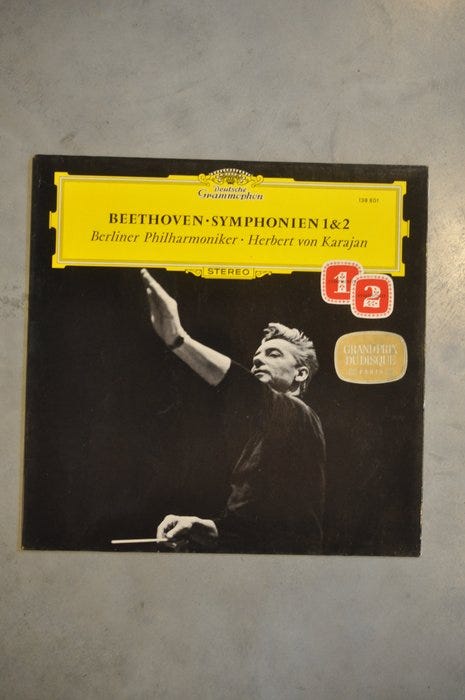 Deutsche
Grammophon
138 801
BEETHOVEN · SYMPHONIEN 1 & 2
Berliner Philharmoniker · Herbert von Karajan
STEREO
1
2
GRAND PRIX
DU DISQUE
PARIS